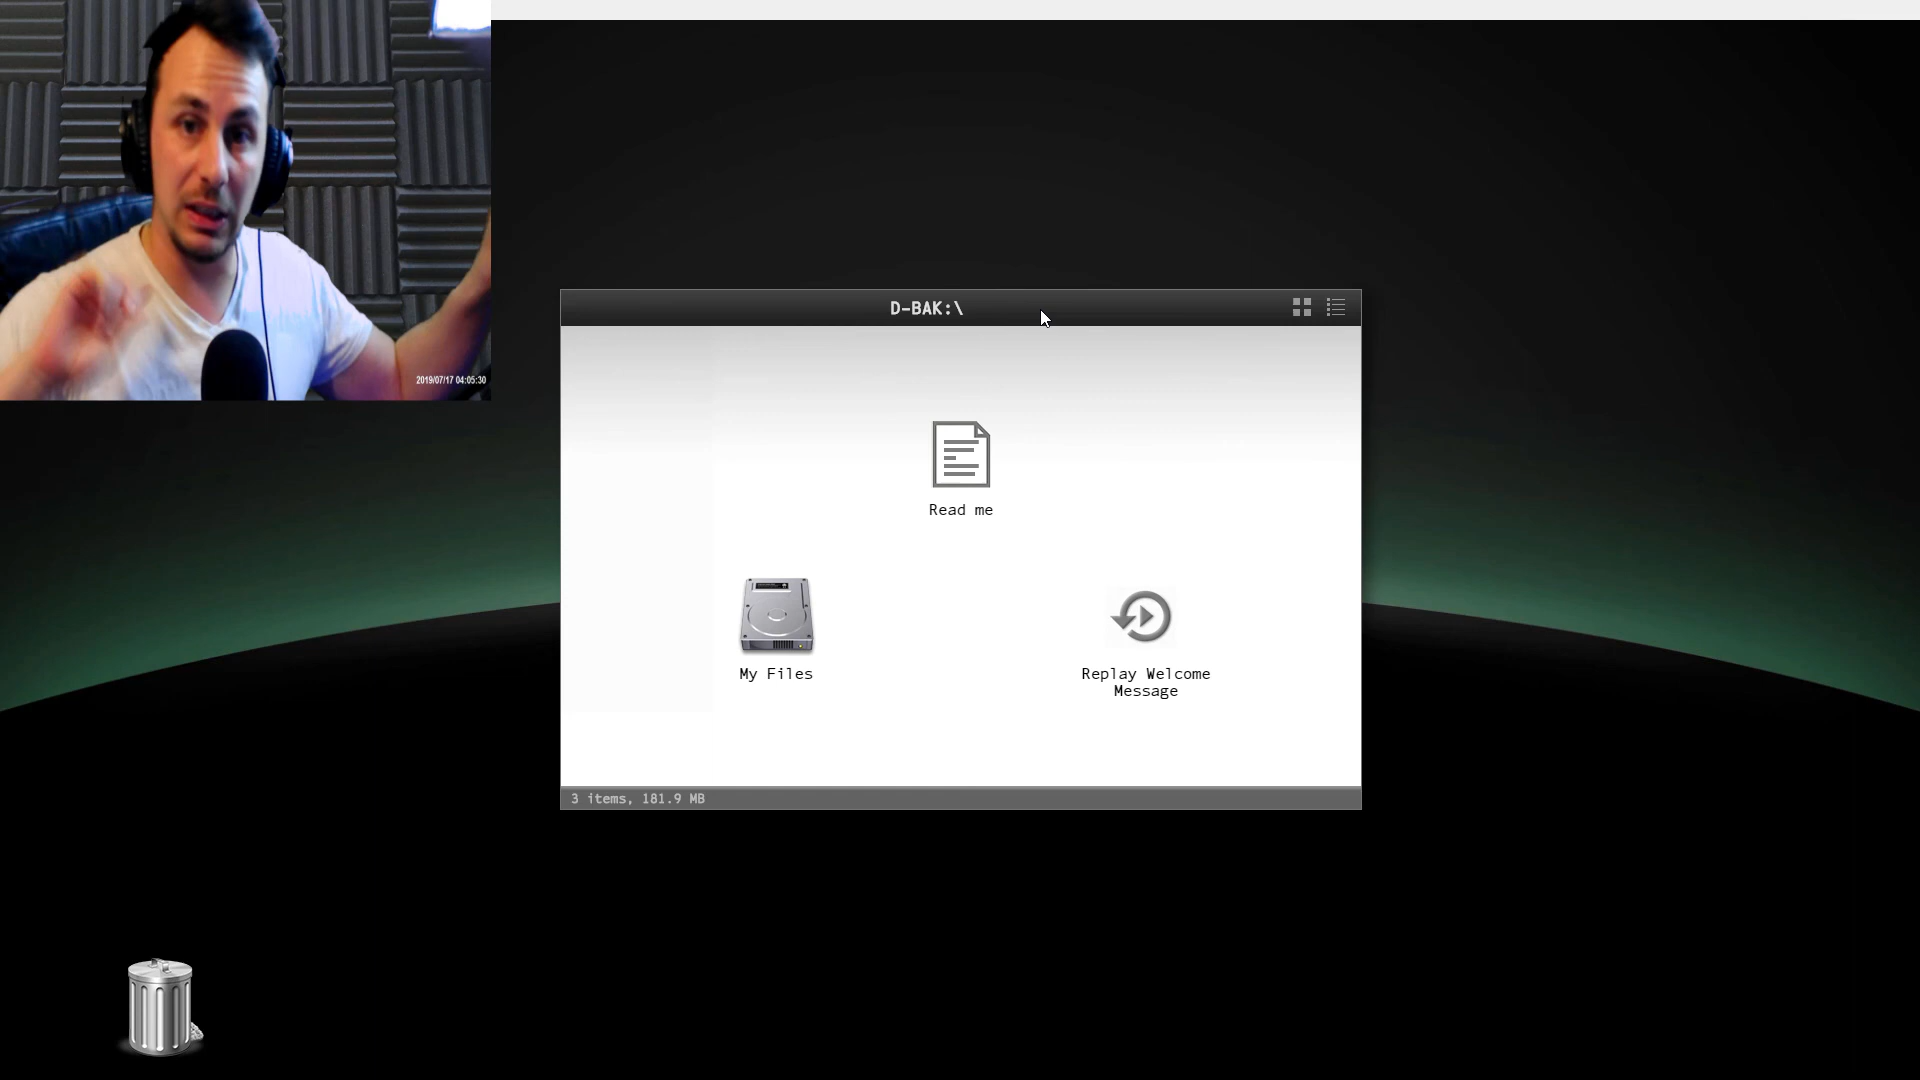 2019/07/17 04:05:30
D-BAK:\
Read me
My Files
Replay Welcome
Message
3 items, 181.9 MB